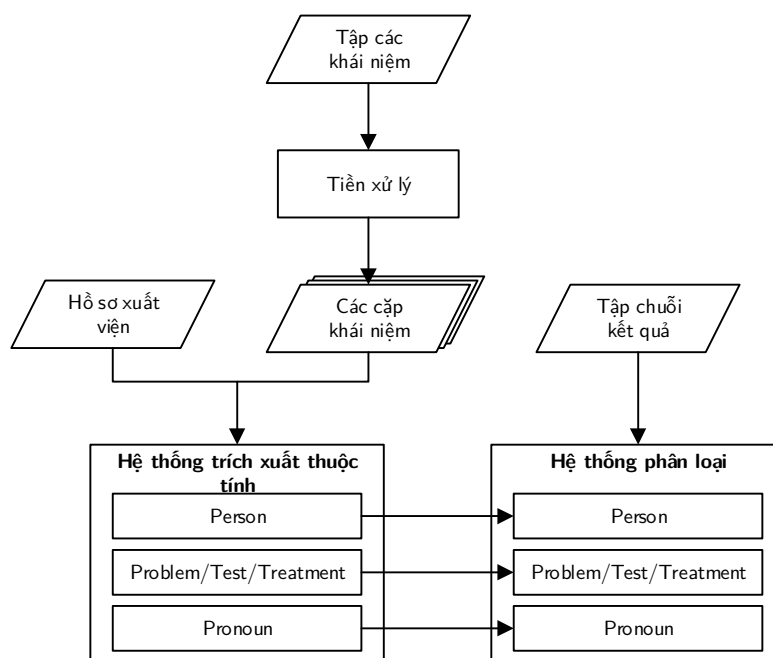 Tập các
khái niệm
Tiền xử lý
Hồ sơ xuất
viện
Các cặp
khái niệm
Tập chuỗi
kết quả
Hệ thống trích xuất thuộc
tính
Person
Problem/Test/Treatment
Pronoun
Hệ thống phân loại
Person
Problem/Test/Treatment
Pronoun